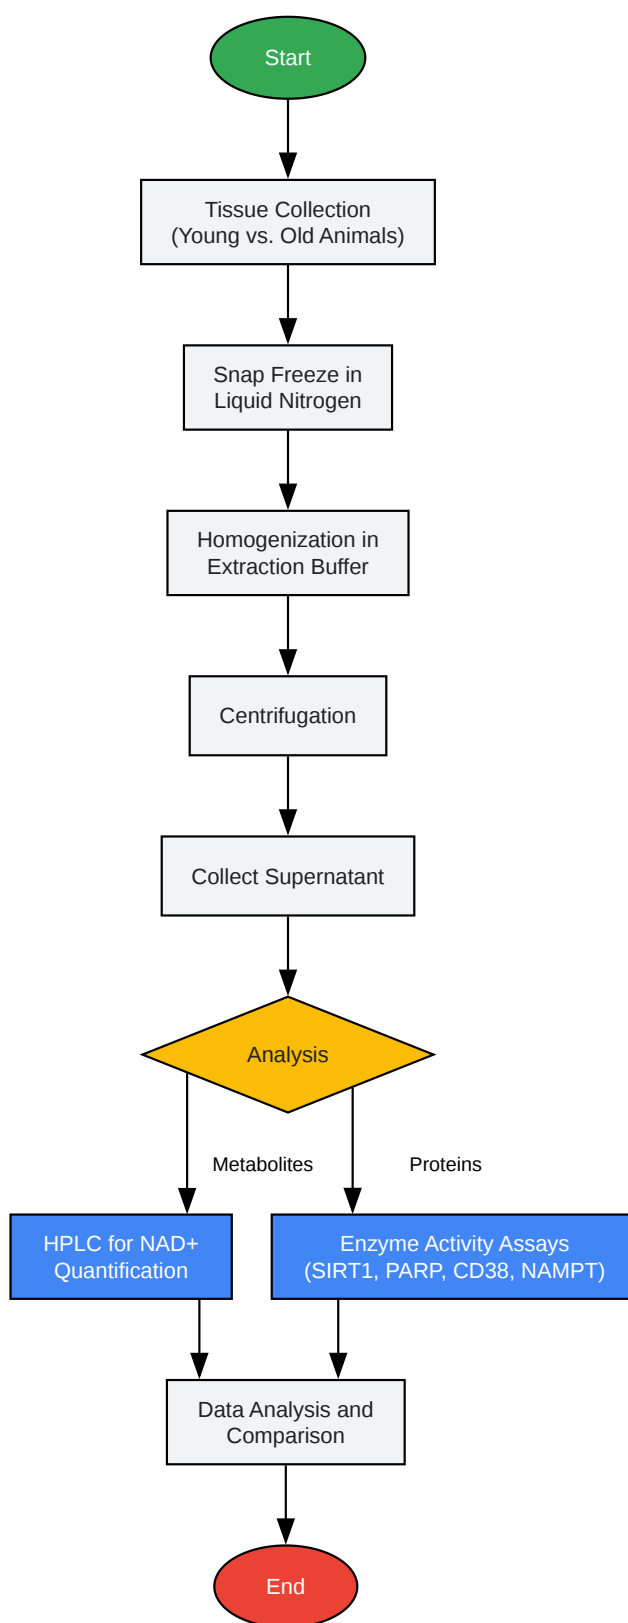 Start
Tissue Collection
(Young vs. Old Animals)
Snap Freeze in
Liquid Nitrogen
Homogenization in
Extraction Buffer
Centrifugation
Collect Supernatant
Analysis
Metabolites
Proteins
HPLC for NAD+
Quantification
Enzyme Activity Assays
(SIRT1, PARP, CD38, NAMPT)
Data Analysis and
Comparison
End